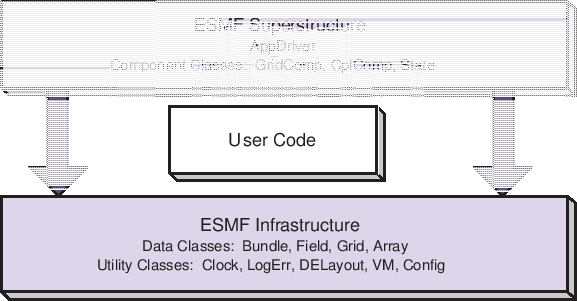 ESMF Superstructure
AppDriver
Component Classes: GridComp, CplComp, State
User Code
ESMF Infrastructure
Data Classes: Bundle, Field, Grid, Array
Utility Classes: Clock, LogErr, DELayout, VM, Config